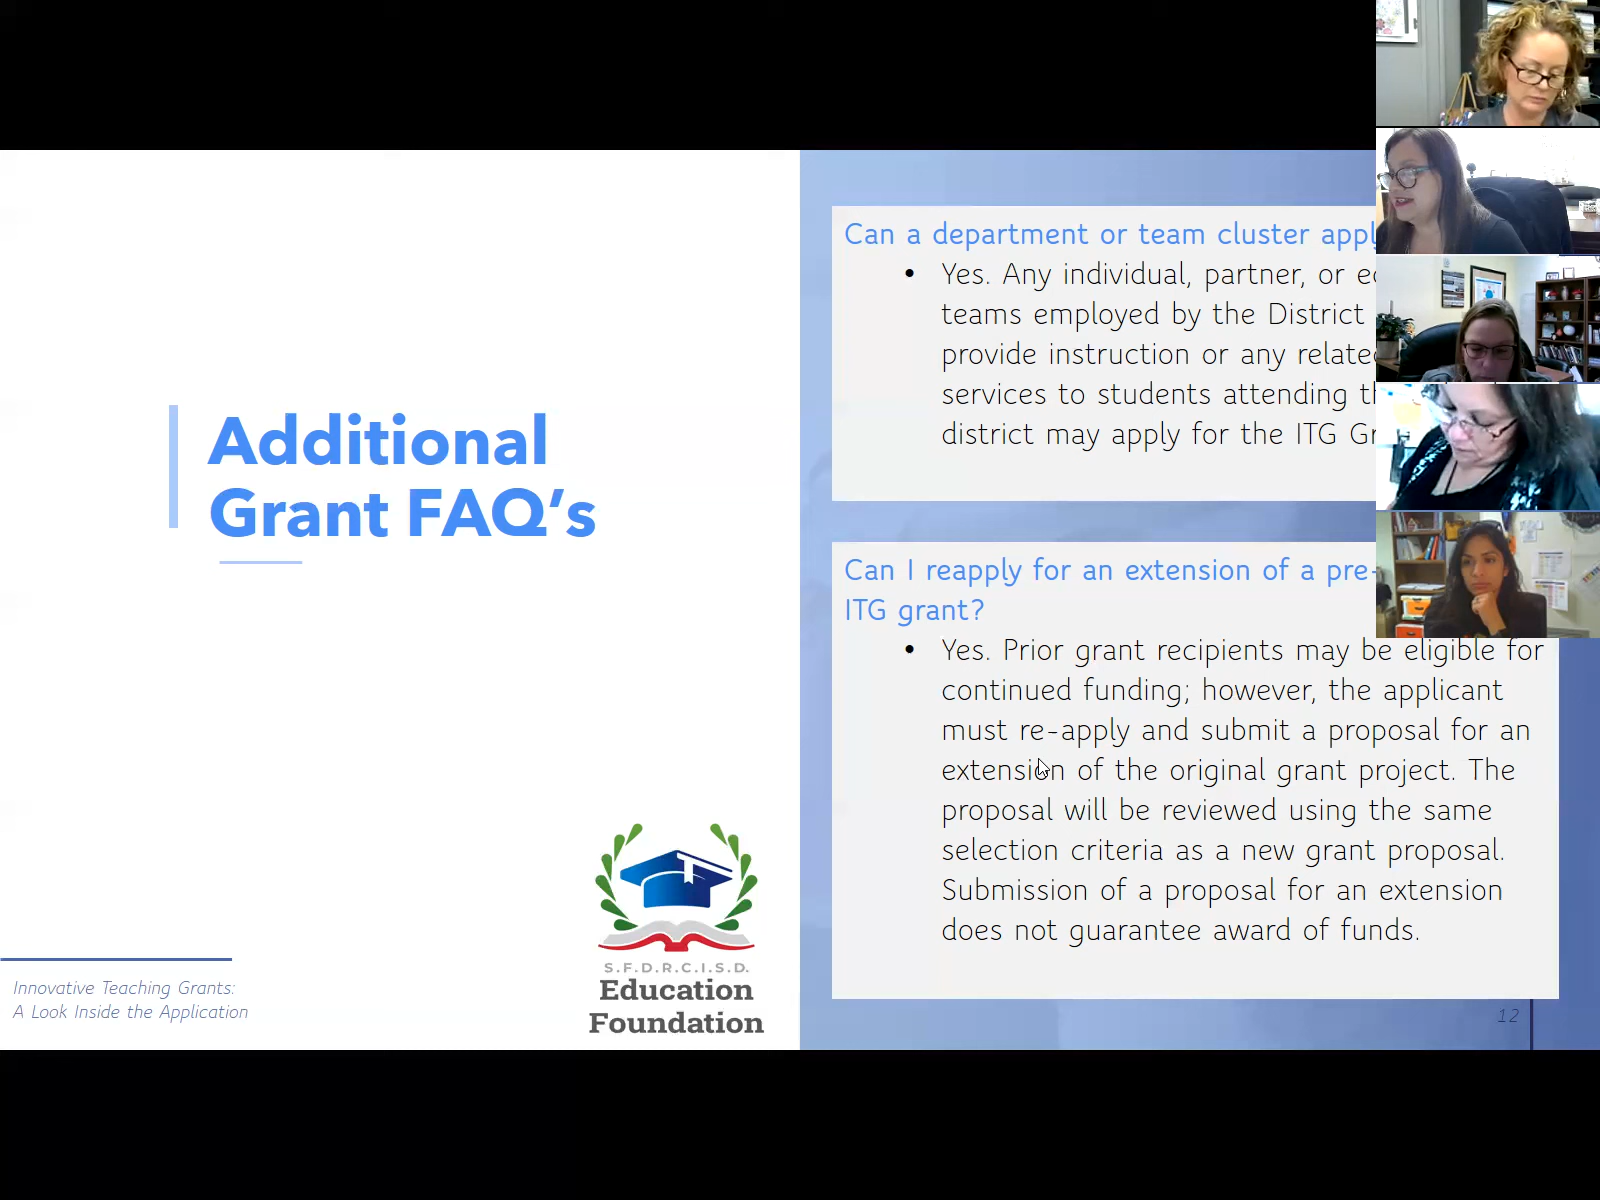 Additional
Grant FAQ's
S.F.D.R.C.I.S.D.
Education
Foundation
Innovative Teaching Grants:
A Look Inside the Application
Can a department or team cluster
Yes. Any individual, partner, or
teams employed by the District
provide instruction or any
services to students attending
district may apply for the ITG
Can I reapply for an extension of a pre-
ITG grant?
Yes. Prior grant recipients may be eligible for
continued funding; however, the applicant
must re-apply and submit a proposal for an
extension of the original grant project. The
proposal will be reviewed using the same
selection criteria as a new grant proposal.
Submission of a proposal for an extension
does not guarantee award of funds.
12